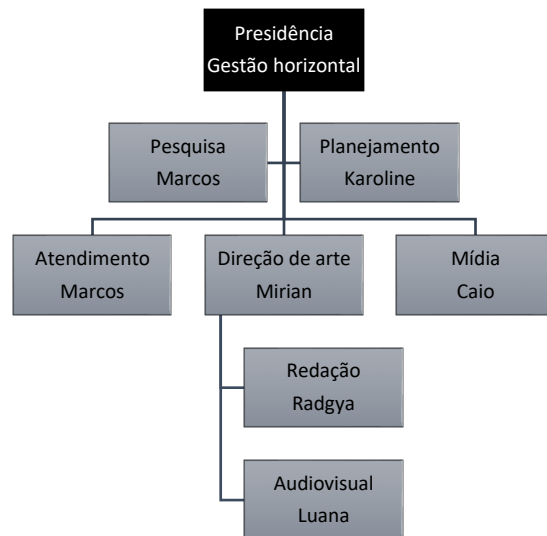 Presidência
Gestão horizontal
Pesquisa
Marcos
Planejamento
Karoline
Atendimento
Marcos
Direção de arte
Mirian
Mídia
Caio
Redação
Radgya
Audiovisual
Luana